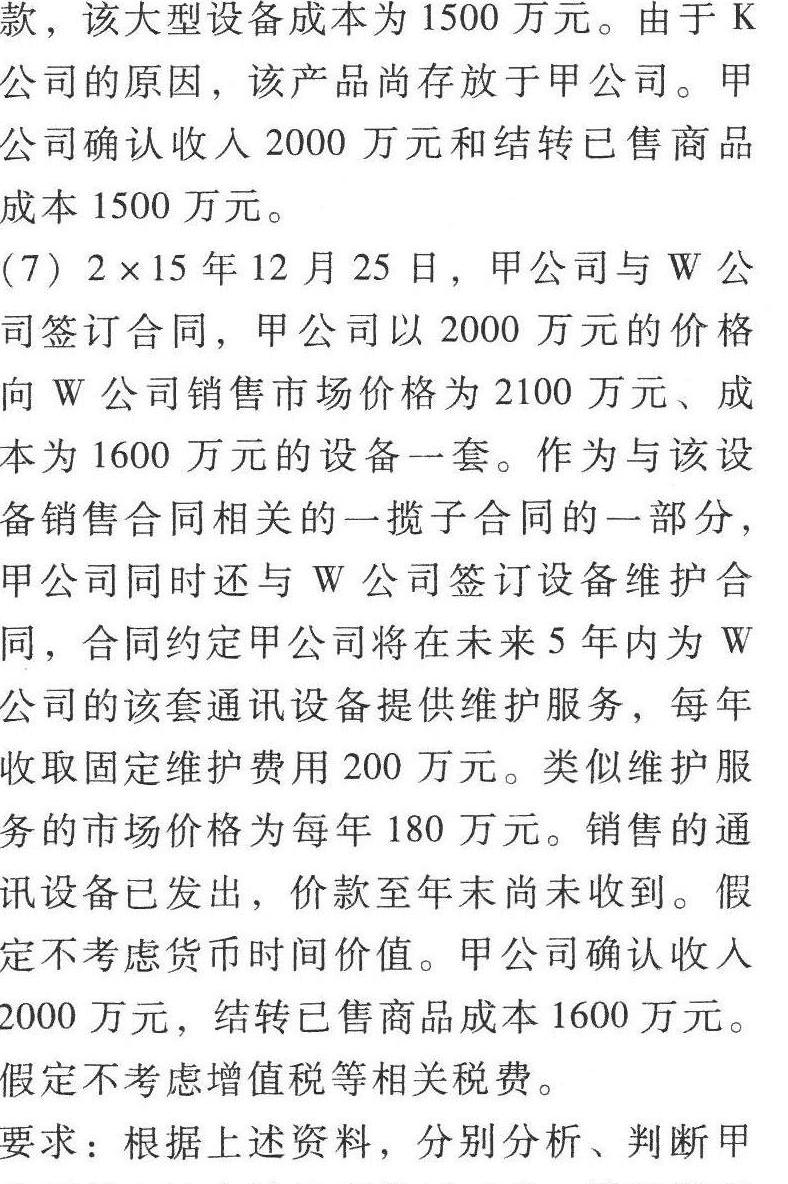 款，该大型设备成本为 1500 万元。由于 K
公司的原因，该产品尚存放于甲公司。甲
公司确认收入 2000 万元和结转已售商品
成本 1500 万元。
(7) 2×15 年 12 月 25 日，甲公司与 W 公
司签订合同，甲公司以 2000 万元的价格
向 W 公司销售市场价格为 2100 万元、成
本为 1600 万元的设备一套。作为与该设
备销售合同相关的一揽子合同的一部分，
甲公司同时还与 W 公司签订设备维护合
同，合同约定甲公司将在未来 5 年内为 W
公司的该套通讯设备提供维护服务，每年
收取固定维护费用 200 万元。类似维护服
务的市场价格为每年 180 万元。销售的通
讯设备已发出，价款至年末尚未收到。假
定不考虑货币时间价值。甲公司确认收入
2000 万元，结转已售商品成本 1600 万元。
假定不考虑增值税等相关税费。
要求：根据上述资料，分别分析、判断甲